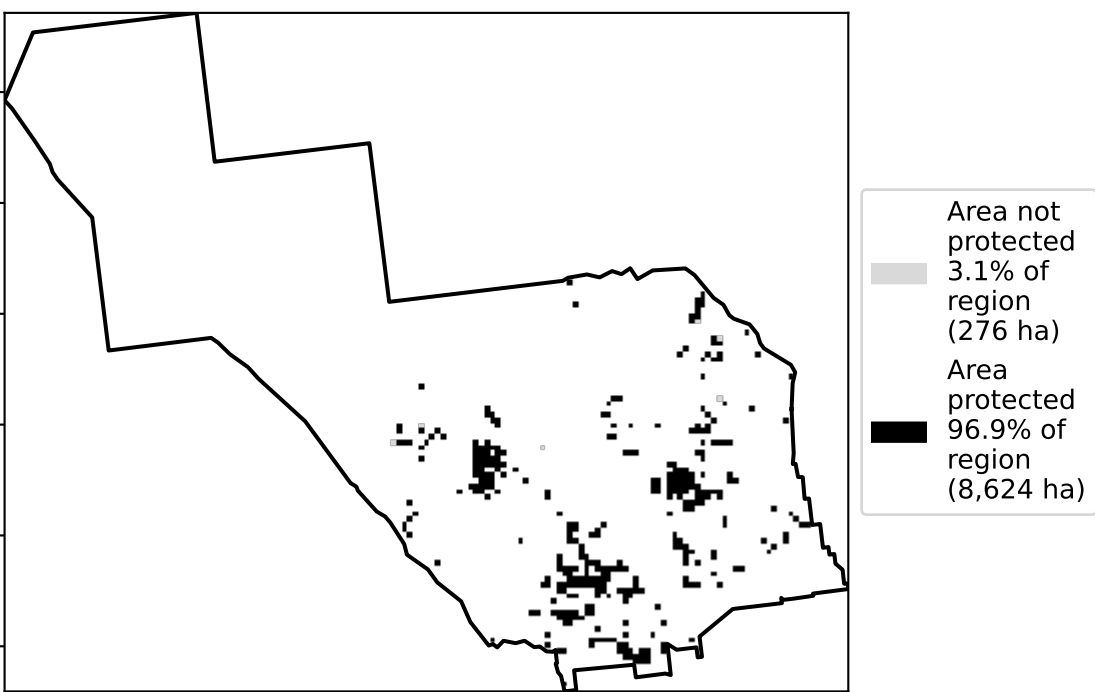 Area not
protected
3.1% of
region
(276 ha)
Area
protected
96.9% of
region
(8,624 ha)